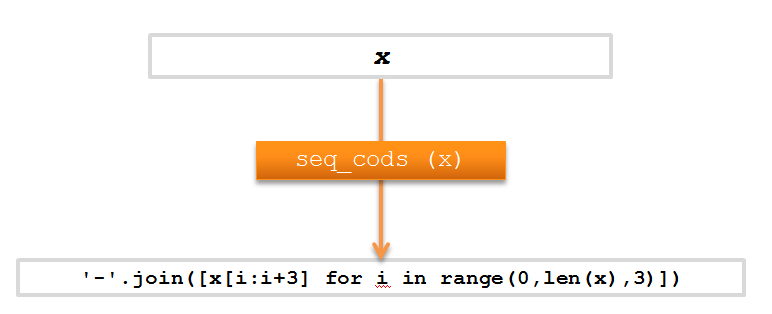 x
seq_cods (x)
'-'.join([x[i:i+3] for i in range(0,len(x),3)])